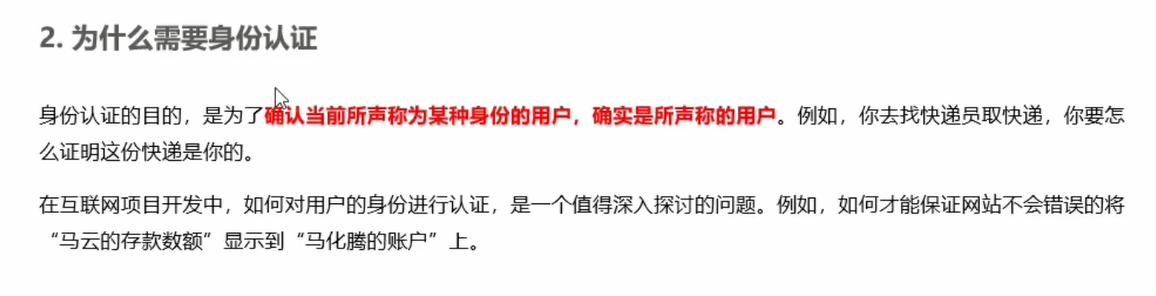 2. 为什么需要身份认证
身份认证的目的，是为了确认当前所声称为某种身份的用户，确实是所声称的用户。例如，你去找快递员取快递，你要怎
么证明这份快递是你的。
在互联网项目开发中，如何对用户的身份进行认证，是一个值得深入探讨的问题。例如，如何才能保证网站不会错误的将
“马云的存款数额”显示到“马化腾的账户”上。